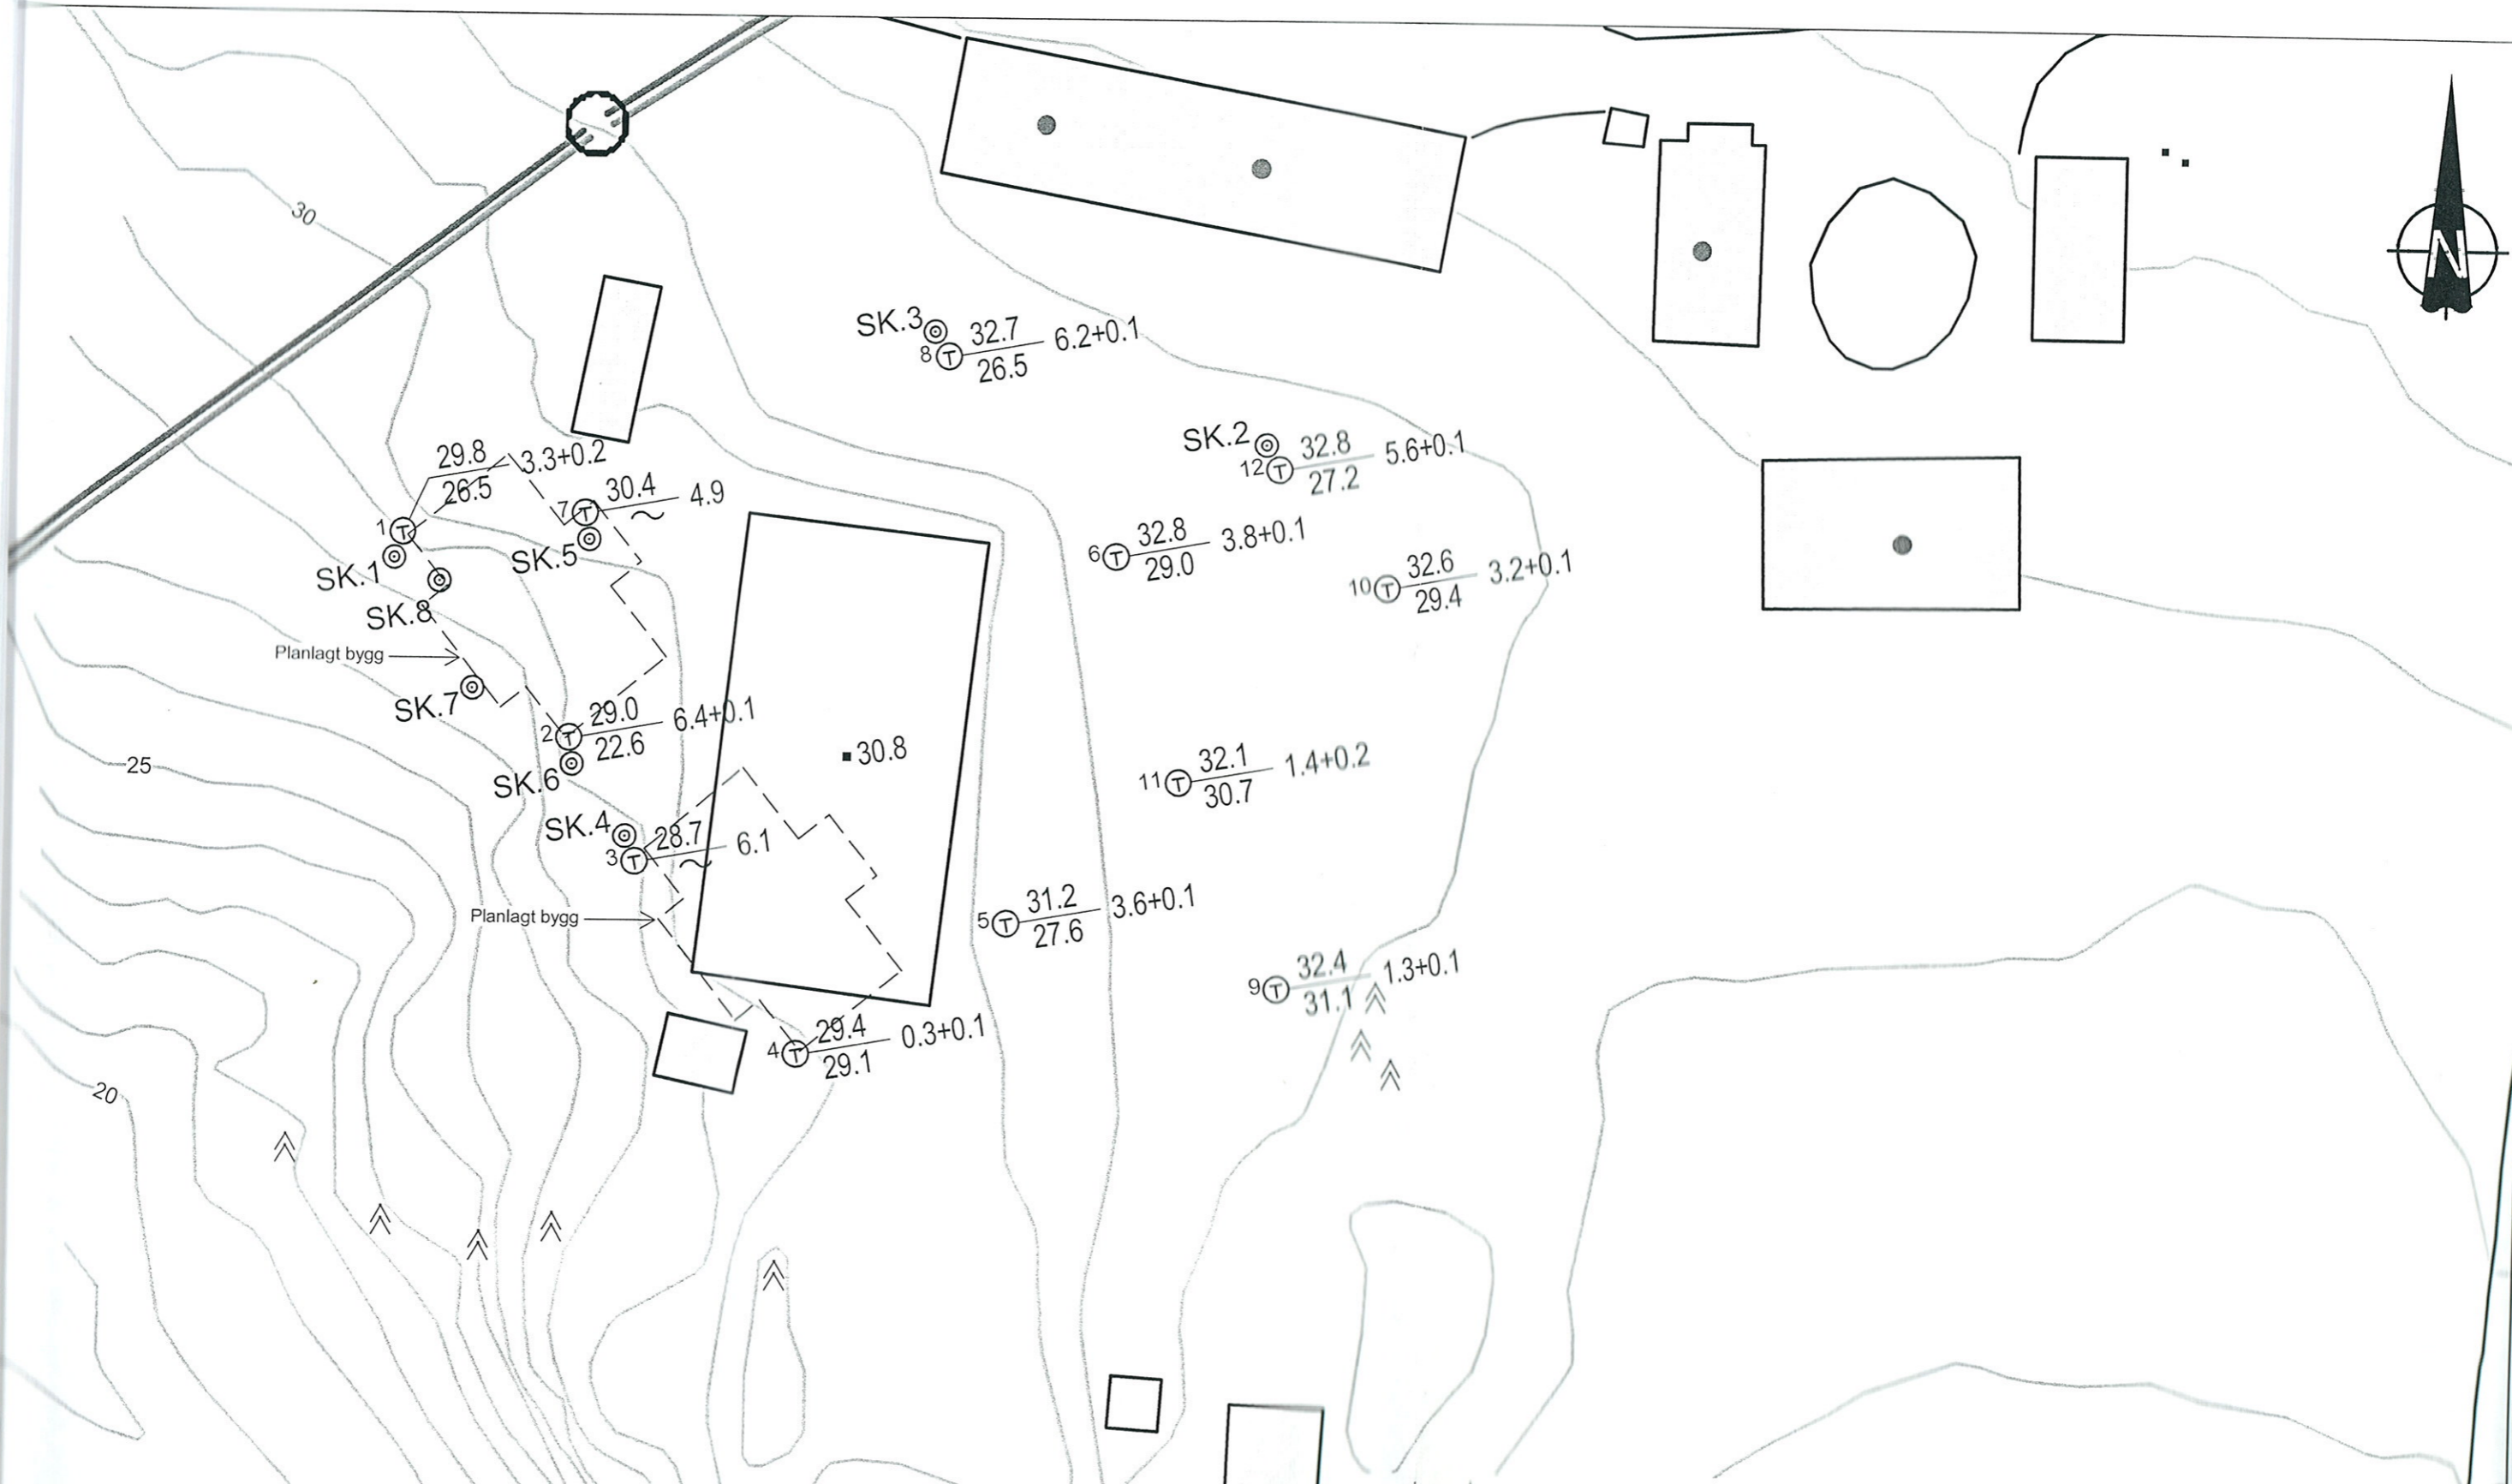 N
30
SK.3
8 T 32.7 6.2+0.1
26.5
SK.2
12 T 32.8 5.6+0.1
27.2
29.8 3.3+0.2
26.5
1 T
7 T 30.4 4.9
~
SK.1
SK.5
SK.8
6 T 32.8 3.8+0.1
29.0
10 T 32.6 3.2+0.1
29.4
Planlagt bygg
SK.7
2 T 29.0 6.4+0.1
22.6
SK.6
30.8
25
11 T 32.1 1.4+0.2
30.7
SK.4
3 T 28.7 6.1
~
Planlagt bygg
5 T 31.2 3.6+0.1
27.6
9 T 32.4 1.3+0.1
31.1
4 T 29.4 0.3+0.1
29.1
20